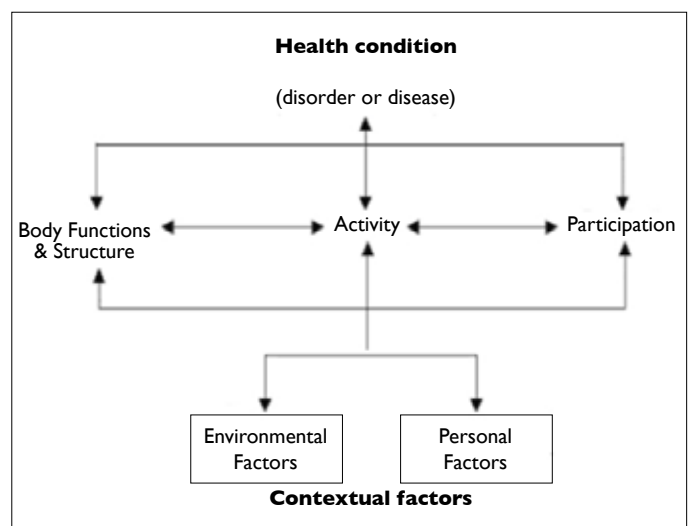 Health condition
(disorder or disease)
Body Functions
& Structure
Activity
Participation
Environmental
Factors
Personal
Factors
Contextual factors